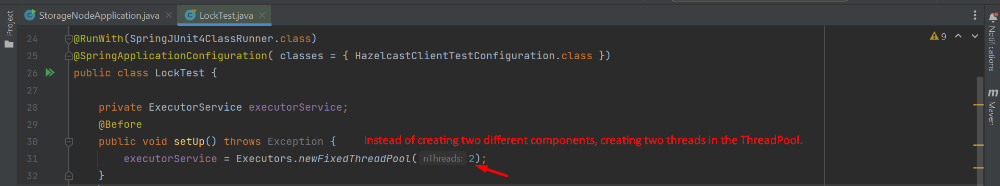 Project
StorageNodeApplication.java
LockTest.java
24 @RunWith(SpringJUnit4ClassRunner.class)
25 @SpringApplicationConfiguration( classes = { HazelcastClientTestConfiguration.class })
26 public class LockTest {
27
28 private ExecutorService executorService;
29 @Before
30 public void setUp() throws Exception {
Instead of creating two different components, creating two threads in the ThreadPool.
31 executorService = Executors.newFixedThreadPool( nThreads: 2);
32 }
9
Notifications
m
Maven